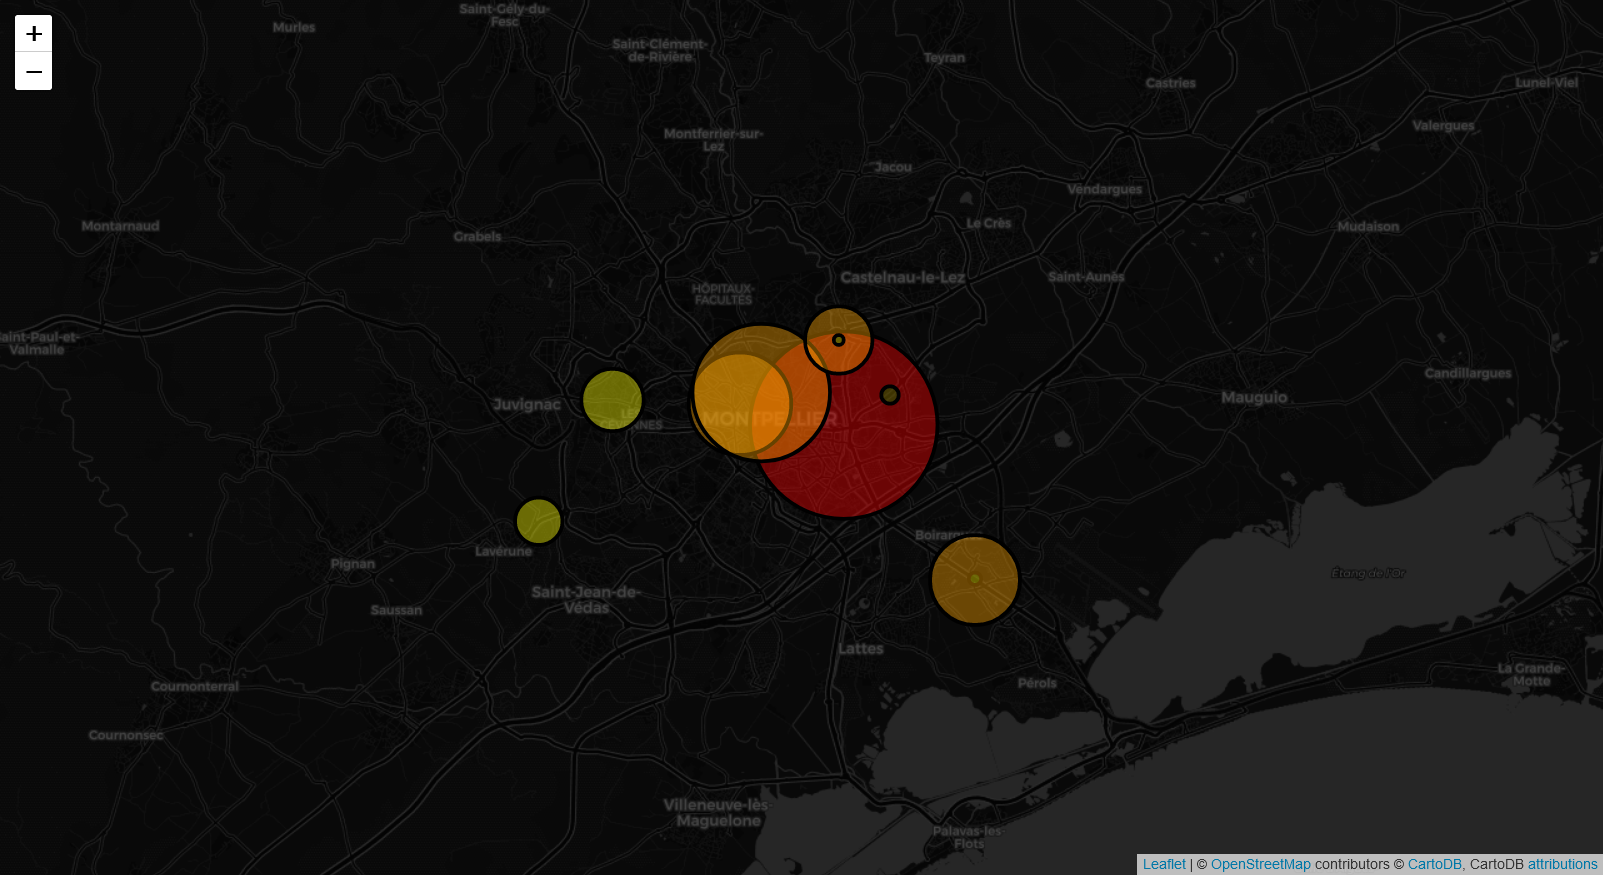 +
−
Saint-Gély-du-
Fesc
Murles
Saint-Clément-
de-Rivière
Teyran
Castries
Lunel-Viel
Valergues
Montferrier-sur-
Lez
Jacou
Vendargues
Montarnaud
Grabels
Le Crès
Mudaison
Castelnau-le-Lez
Saint-Aunès
HÔPITAUX-
FACULTÉS
Saint-Paul-et-
Valmalle
Candillargues
Juvignac
Mauguio
LES
CÉVENNES
MONTPELLIER
Boirargues
Lavérune
Pignan
Étang de l'Or
Saint-Jean-de-
Védas
Saussan
Lattes
La Grande-
Motte
Cournonterral
Pérols
Cournonsec
Villeneuve-lès-
Maguelone
Palavas-les-
Flots
Leaflet | © OpenStreetMap contributors © CartoDB, CartoDB attributions